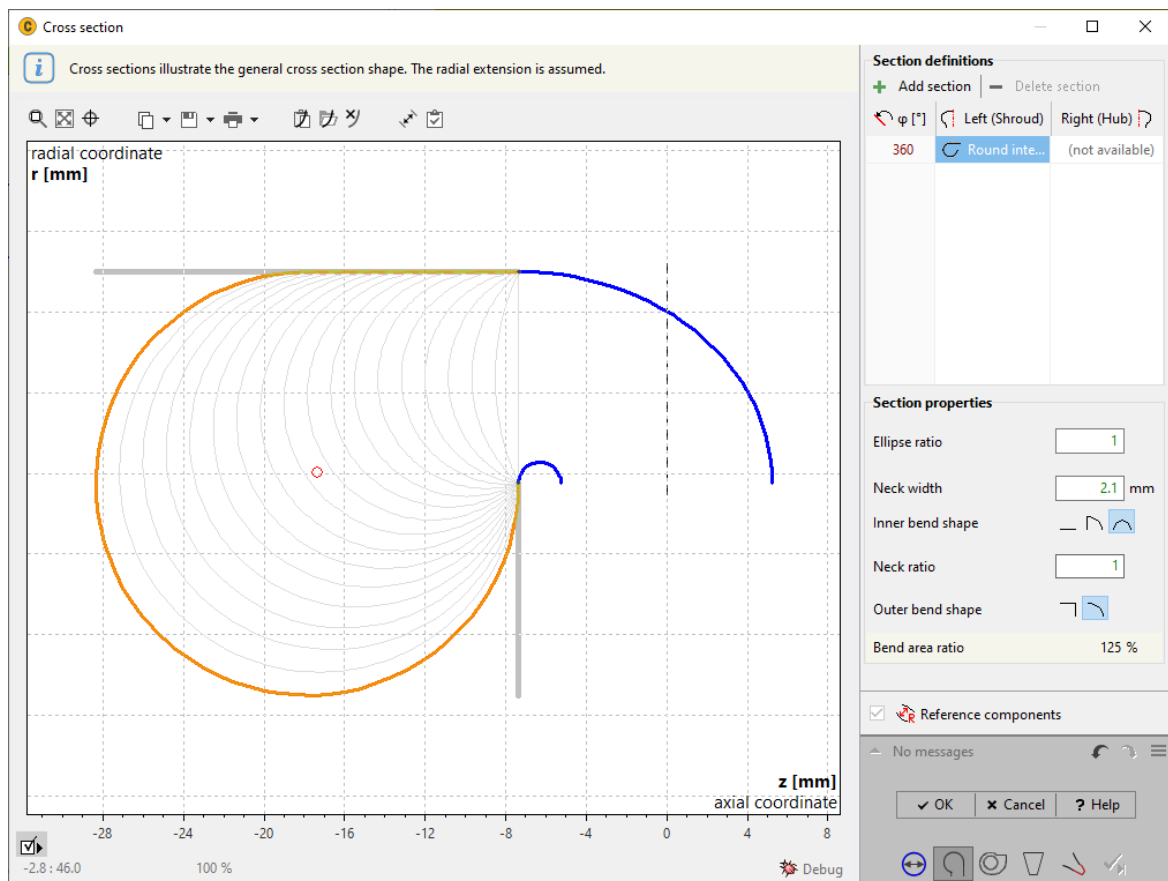 C Cross section
i Cross sections illustrate the general cross section shape. The radial extension is assumed.
radial coordinate
r [mm]
z [mm]
axial coordinate
-28 -24 -20 -16 -12 -8 -4 0 4 8
-2.8 : 46.0 100 % Debug
Section definitions
Add section Delete section
φ [°] Left (Shroud) Right (Hub)
360 Round inte... (not available)
Section properties
Ellipse ratio 1
Neck width 2.1 mm
Inner bend shape
Neck ratio 1
Outer bend shape
Bend area ratio 125 %
R Reference components
No messages
OK Cancel ? Help